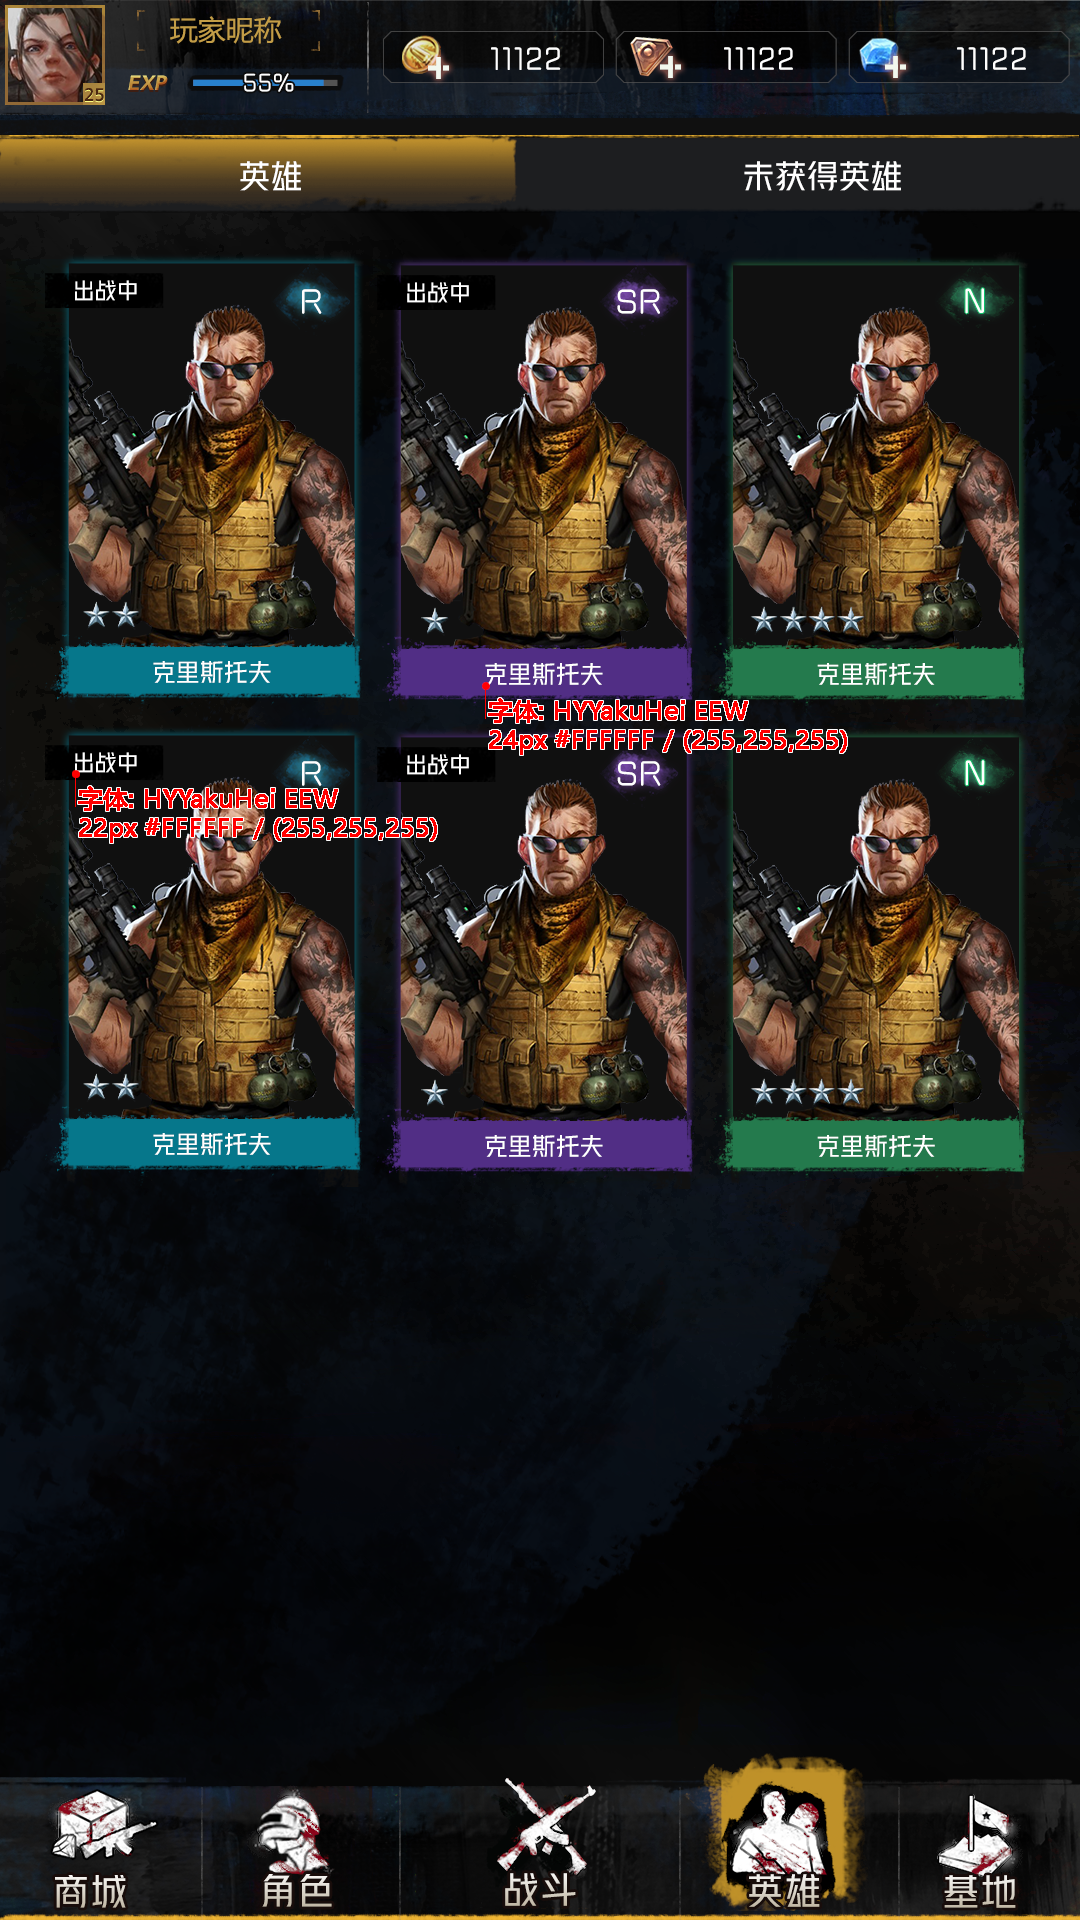 玩家昵称
25
EXP
55%
11122
11122
11122
英雄
未获得英雄
出战中
R
出战中
SR
N
克里斯托夫
克里斯托夫
克里斯托夫
字体: HYYakuHei EEW
24px #FFFFFF / (255,255,255)
出战中
R
出战中
SR
N
字体: HYYakuHei EEW
22px #FFFFFF / (255,255,255)
克里斯托夫
克里斯托夫
克里斯托夫
商城
角色
战斗
英雄
基地